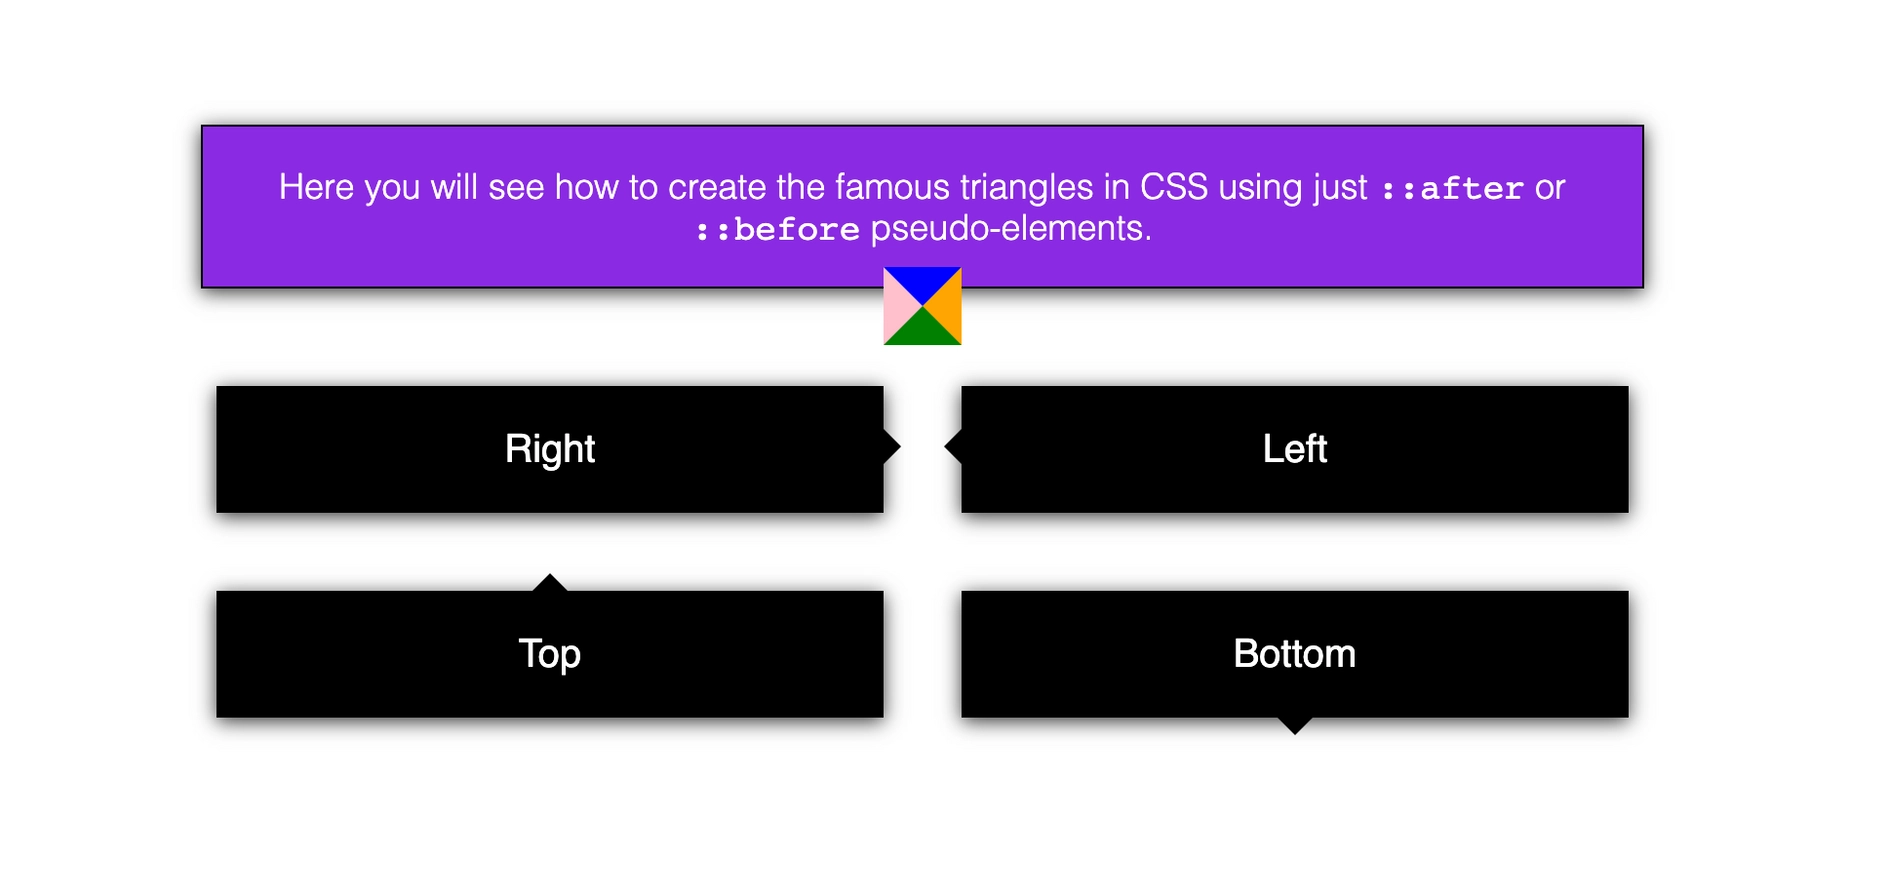 Here you will see how to create the famous triangles in CSS using just ::after or
::before pseudo-elements.
Right
Left
Top
Bottom